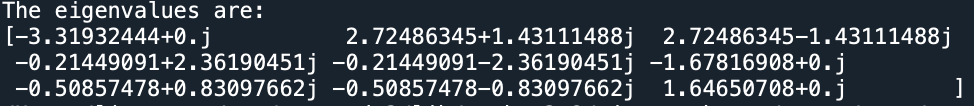 The eigenvalues are:
[-3.31932444+0.j          2.72486345+1.43111488j  2.72486345-1.43111488j
 -0.21449091+2.36190451j -0.21449091-2.36190451j -1.67816908+0.j
 -0.50857478+0.83097662j -0.50857478-0.83097662j  1.64650708+0.j        ]